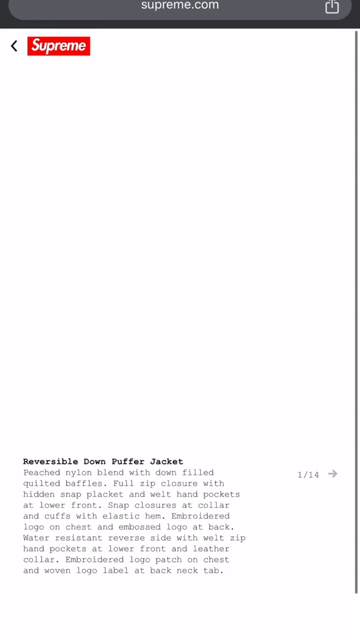 supreme.com
Supreme
Reversible Down Puffer Jacket
Peached nylon blend with down filled
quilted baffles. Full zip closure with
hidden snap placket and welt hand pockets
at lower front. Snap closures at collar
and cuffs with elastic hem. Embroidered
logo on chest and embossed logo at back.
Water resistant reverse side with welt zip
hand pockets at lower front and leather
collar. Embroidered logo patch on chest
and woven logo label at back neck tab.
1/14